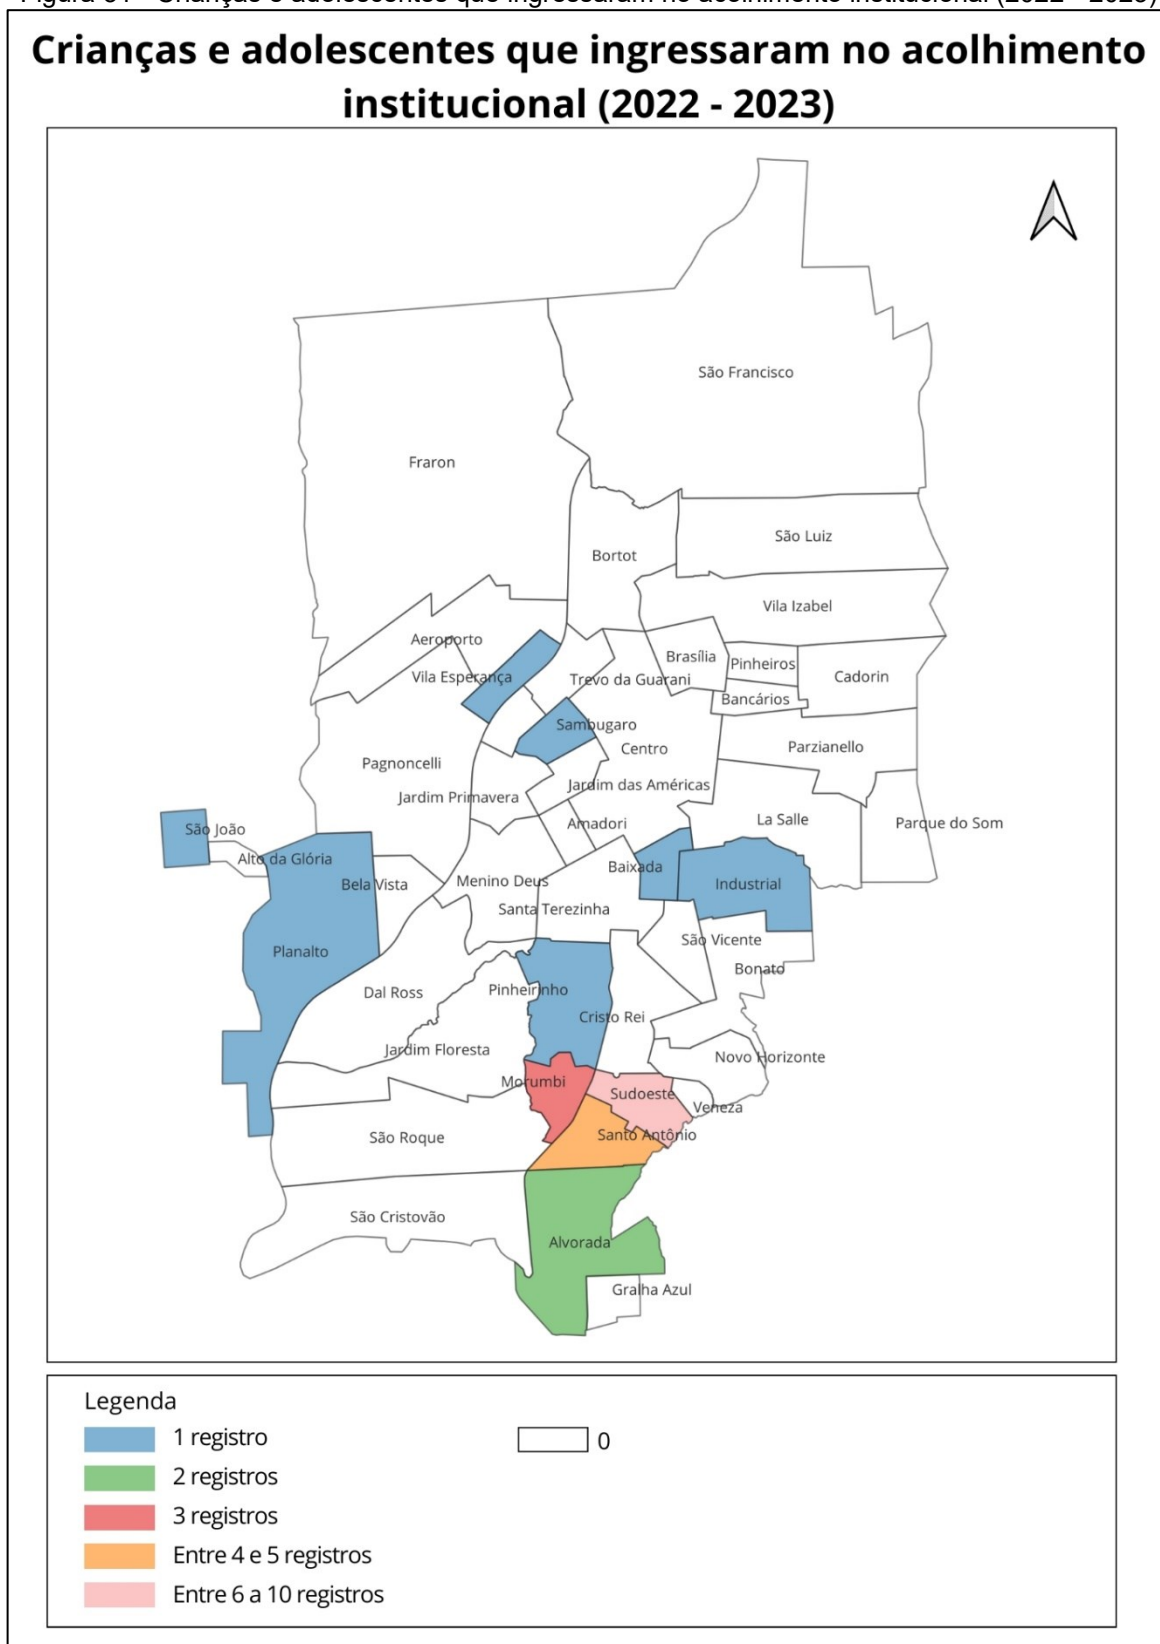 Crianças e adolescentes que ingressaram no acolhimento institucional (2022 - 2023)
Crianças e adolescentes que ingressaram no acolhimento
institucional (2022 - 2023)
São Francisco
Fraron
São Luiz
Bortot
Vila Izabel
Aeroporto
Brasília
Pinheiros
Vila Esperança
Trevo da Guarani
Cadorin
Bancários
Sambugaro
Centro
Parzianello
Pagnoncelli
Jardim das Américas
Jardim Primavera
La Salle
Amadori
Parque do Som
São João
Alto da Glória
Baixada
Menino Deus
Bela Vista
Industrial
Santa Terezinha
São Vicente
Planalto
Bonato
Pinheirinho
Dal Ross
Cristo Rei
Jardim Floresta
Novo Horizonte
Morumbi
Sudoeste
Veneza
São Roque
Santo Antônio
São Cristovão
Alvorada
Gralha Azul
Legenda
1 registro
0
2 registros
3 registros
Entre 4 e 5 registros
Entre 6 a 10 registros